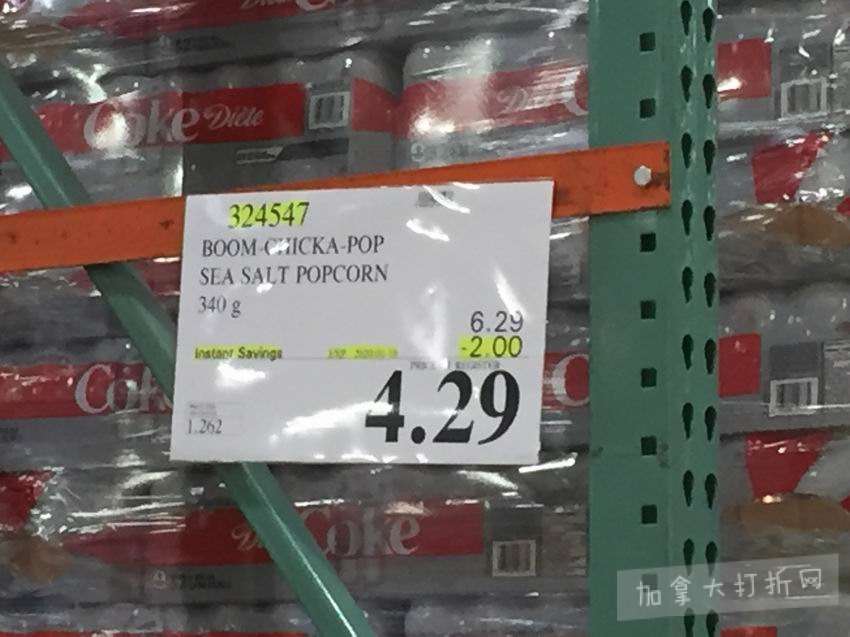 Coke Diète
324547
BOOM-CHICKA-POP
SEA SALT POPCORN
340 g
6.29
Instant Savings
-2.00
4.29
1.262
Coke
加拿大打折网